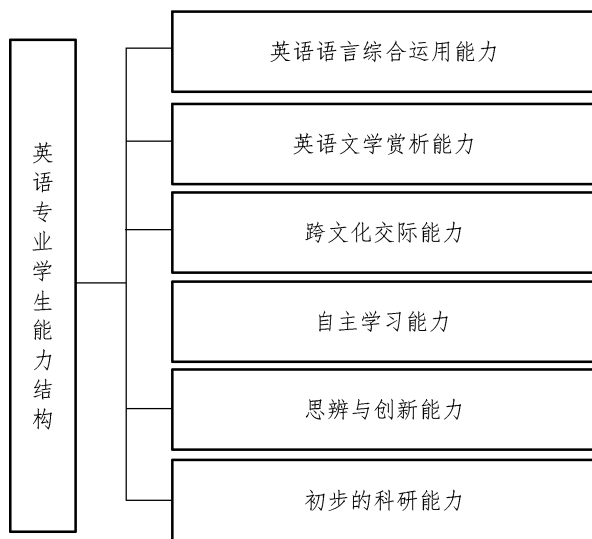 英语专业学生能力结构
英语语言综合运用能力
英语文学赏析能力
跨文化交际能力
自主学习能力
思辨与创新能力
初步的科研能力